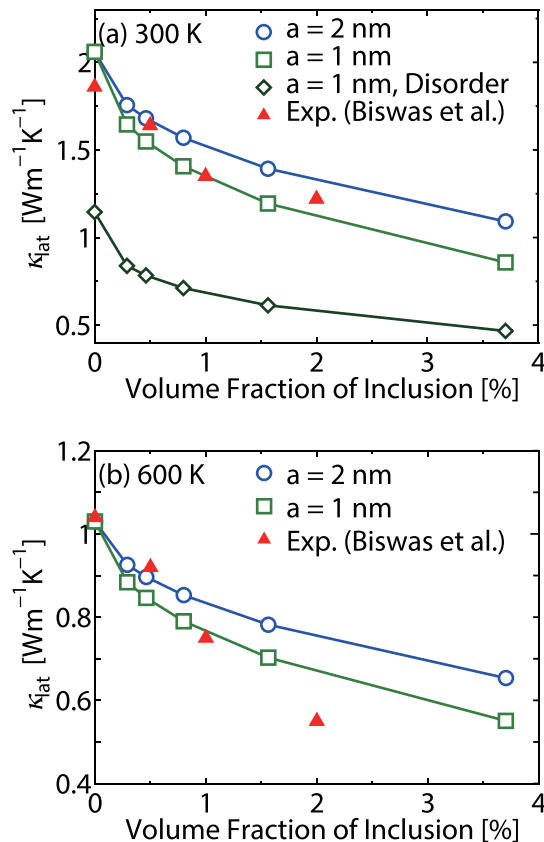 (a) 300 K
a = 2 nm
a = 1 nm
a = 1 nm, Disorder
Exp. (Biswas et al.)
2
1.5
1
0.5
κlat [Wm⁻¹K⁻¹]
0 1 2 3 4
Volume Fraction of Inclusion [%]
(b) 600 K
a = 2 nm
a = 1 nm
Exp. (Biswas et al.)
1.2
1
0.8
0.6
0.4
κlat [Wm⁻¹K⁻¹]
0 1 2 3 4
Volume Fraction of Inclusion [%]